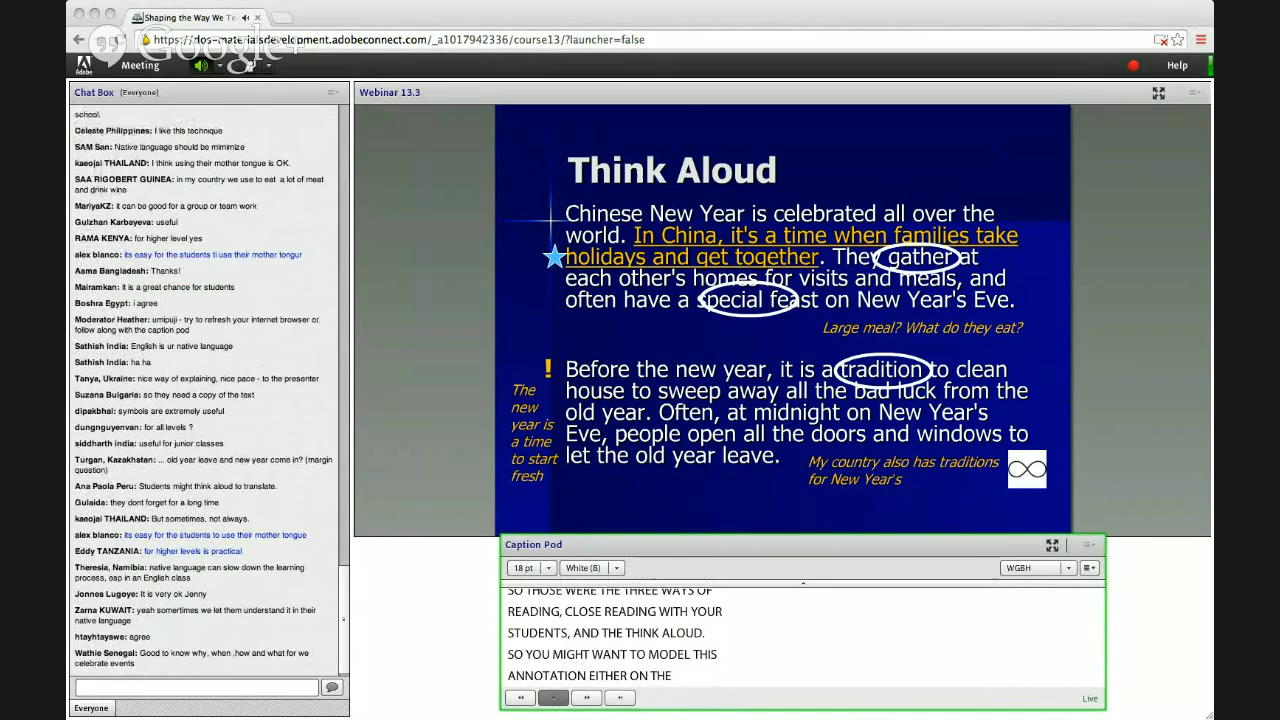 Shaping the Way We Te
https://dos-materialsdevelopment.adobeconnect.com/_a1017942336/course13/?launcher=false
Google+
Adobe
Meeting
Help
Chat Box (Everyone)
school.
Celeste Philippines: I like this technique
SAM San: Native language should be mimimize
kaeojai THAILAND: I think using their mother tongue is OK.
SAA RIGOBERT GUINEA: in my country we use to eat a lot of meat
and drink wine
MariyaKZ: it can be good for a group or team work
Gulzhan Karbayeva: useful
RAMA KENYA: for higher level yes
alex blanco: its easy for the students ti use their mother tongur
Asma Bangladesh: Thanks!
Mairamkan: it is a great chance for students
Boshra Egypt: i agree
Moderator Heather: umipuji - try to refresh your internet browser or
follow along with the caption pod
Sathish India: English is ur native language
Sathish India: ha ha
Tanya, Ukraine: nice way of explaining, nice pace - to the presenter
Suzana Bulgaria: so they need a copy of the text
dipakbhai: symbols are extremely useful
dungnguyenvan: for all levels ?
siddharth india: useful for junior classes
Turgan, Kazakhstan: ... old year leave and new year come in? (margin
question)
Ana Paola Peru: Students might think aloud to translate.
Gulaida: they dont forget for a long time
kaeojai THAILAND: But sometimes, not always.
alex blanco: its easy for the students to use their mother tongue
Eddy TANZANIA: for higher levels is practical
Theresia, Namibia: native language can slow down the learning
process, esp in an English class
Jonnes Lugoye: It is very ok Jenny
Zarna KUWAIT: yeah somertimes we let them understand it in their
native language
htayhtayswe: agree
Wathie Senegal: Good to know why, when ,how and what for we
celebrate events
Everyone
Webinar 13.3
Think Aloud
Chinese New Year is celebrated all over the
world. In China, it's a time when families take
holidays and get together. They gather at
each other's homes for visits and meals, and
often have a special feast on New Year's Eve.
Large meal? What do they eat?
! Before the new year, it is a tradition to clean
house to sweep away all the bad luck from the
old year. Often, at midnight on New Year's
Eve, people open all the doors and windows to
let the old year leave.
The
new
year is
a time
to start
fresh
My country also has traditions
for New Year's
∞
Caption Pod
18 pt
White (B)
WGBH
SO THOSE WERE THE THREE WAYS OF
READING, CLOSE READING WITH YOUR
STUDENTS, AND THE THINK ALOUD.
SO YOU MIGHT WANT TO MODEL THIS
ANNOTATION EITHER ON THE
Live